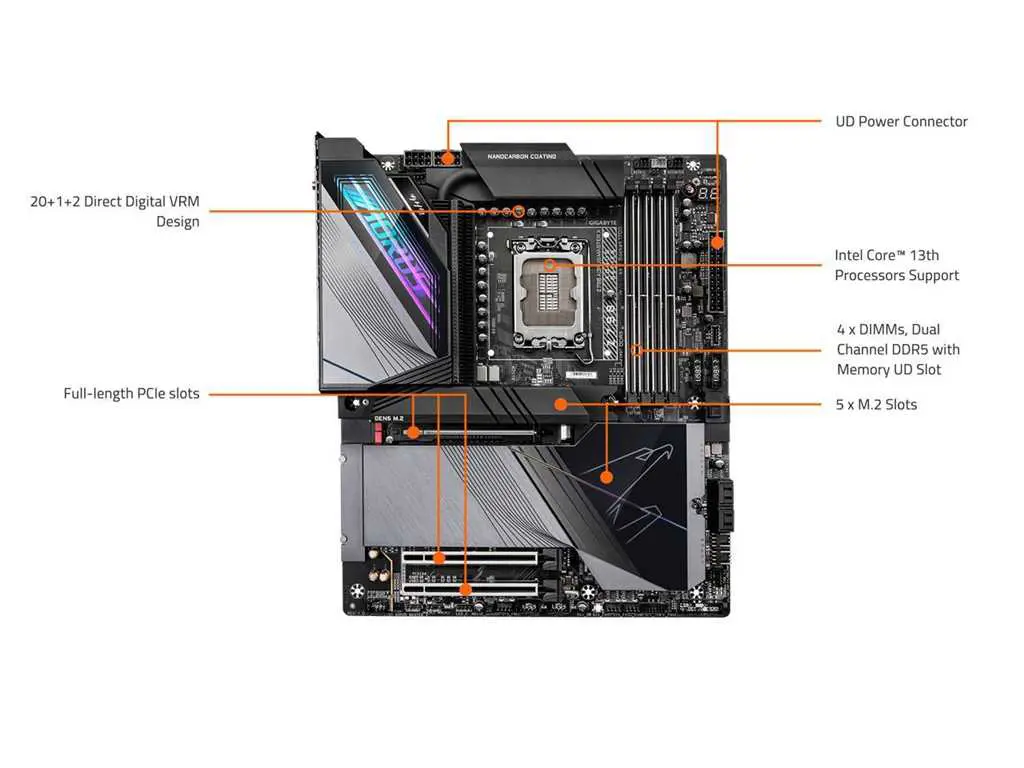 UD Power Connector
NANOCARBON COATING
20+1+2 Direct Digital VRM
Design
AORUS
GIGABYTE
Intel Core™ 13th
Processors Support
4 x DIMMs, Dual
Channel DDR5 with
Memory UD Slot
Full-length PCIe slots
5 x M.2 Slots
GEN5 M.2